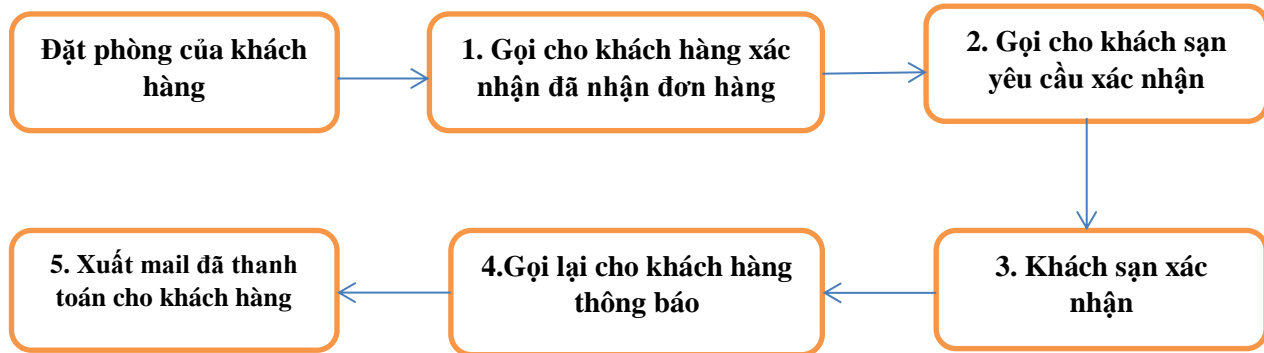 Đặt phòng của khách
hàng
1. Gọi cho khách hàng xác
nhận đã nhận đơn hàng
2. Gọi cho khách sạn
yêu cầu xác nhận
3. Khách sạn xác
nhận
4.Gọi lại cho khách hàng
thông báo
5. Xuất mail đã thanh
toán cho khách hàng